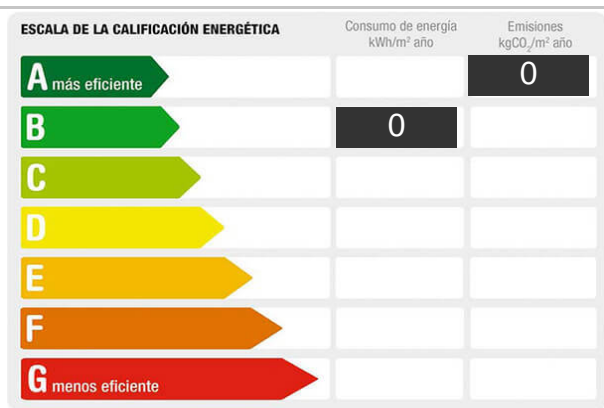 ESCALA DE LA CALIFICACIÓN ENERGÉTICA
Consumo de energía
kWh/m² año
Emisiones
kgCO₂/m² año
A más eficiente
0
B
0
C
D
E
F
G menos eficiente